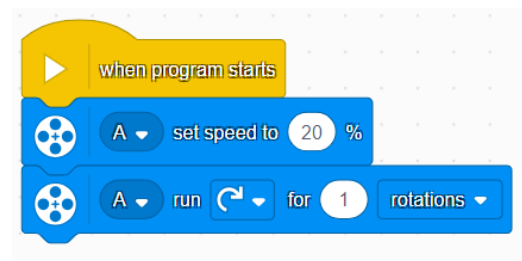 when program starts
A set speed to 20 %
A run for 1 rotations